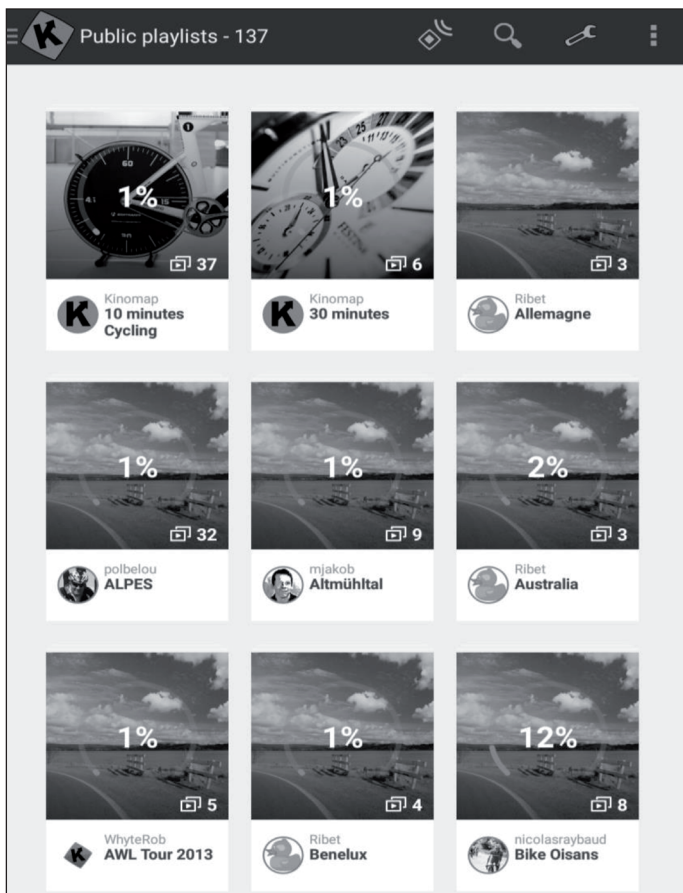 K Public playlists - 137
1% 1%
37 6 3
Kinomap Kinomap Ribet
10 minutes 30 minutes Allemagne
Cycling
1% 1% 2%
32 9 3
polbelou mjakob Ribet
ALPES Altmühltal Australia
1% 1% 12%
5 4 8
WhyteRob Ribet nicolasraybaud
AWL Tour 2013 Benelux Bike Oisans